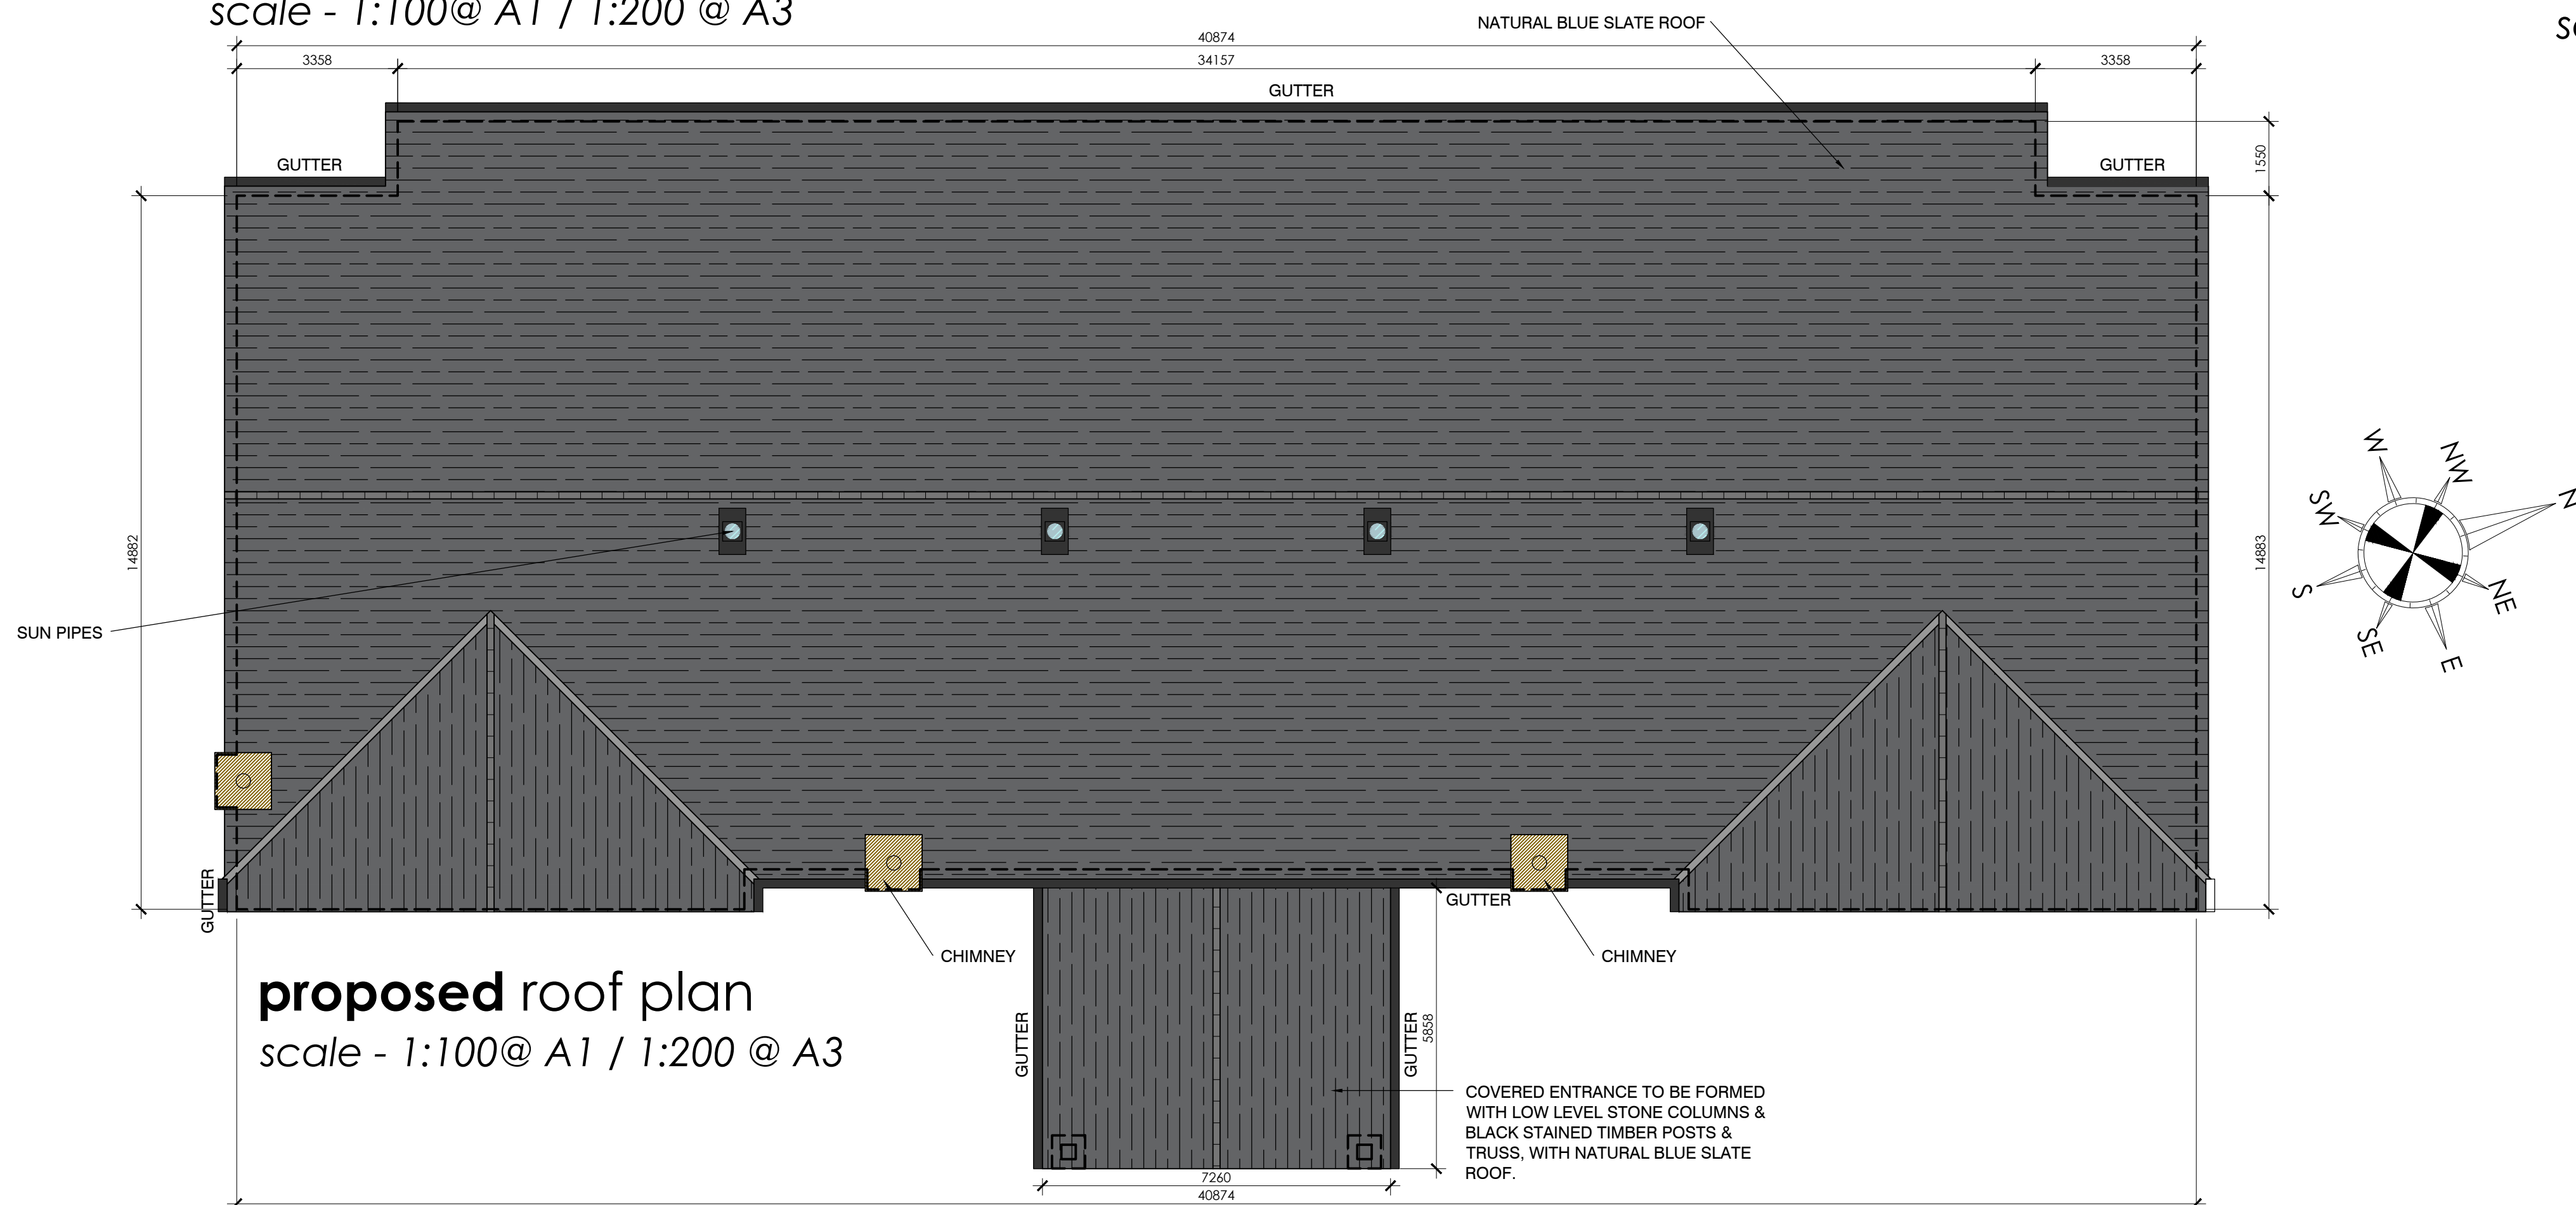 scale - 1:100@ A1 / 1:200 @ A3
NATURAL BLUE SLATE ROOF
40874
3358
34157
3358
GUTTER
GUTTER
GUTTER
1550
14882
14883
SUN PIPES
W
NW
N
SW
S
NE
SE
E
GUTTER
GUTTER
CHIMNEY
CHIMNEY
proposed roof plan
scale - 1:100@ A1 / 1:200 @ A3
GUTTER
GUTTER
5858
COVERED ENTRANCE TO BE FORMED
WITH LOW LEVEL STONE COLUMNS &
BLACK STAINED TIMBER POSTS &
TRUSS, WITH NATURAL BLUE SLATE
ROOF.
7260
40874